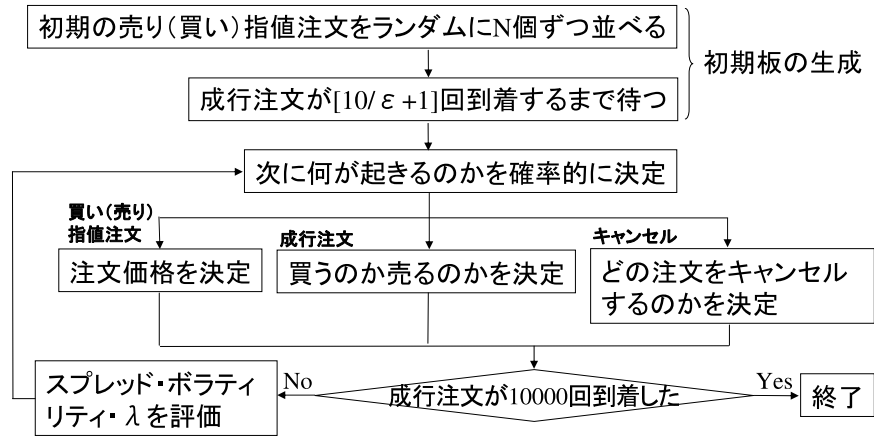 初期の売り(買い)指値注文をランダムにN個ずつ並べる
初期板の生成
成行注文が[10/ε+1]回到着するまで待つ
次に何が起きるのかを確率的に決定
買い(売り)
指値注文
成行注文
キャンセル
注文価格を決定
買うのか売るのかを決定
どの注文をキャンセル
するのかを決定
スプレッド・ボラティ
リティ・λを評価
No
成行注文が10000回到着した
Yes
終了